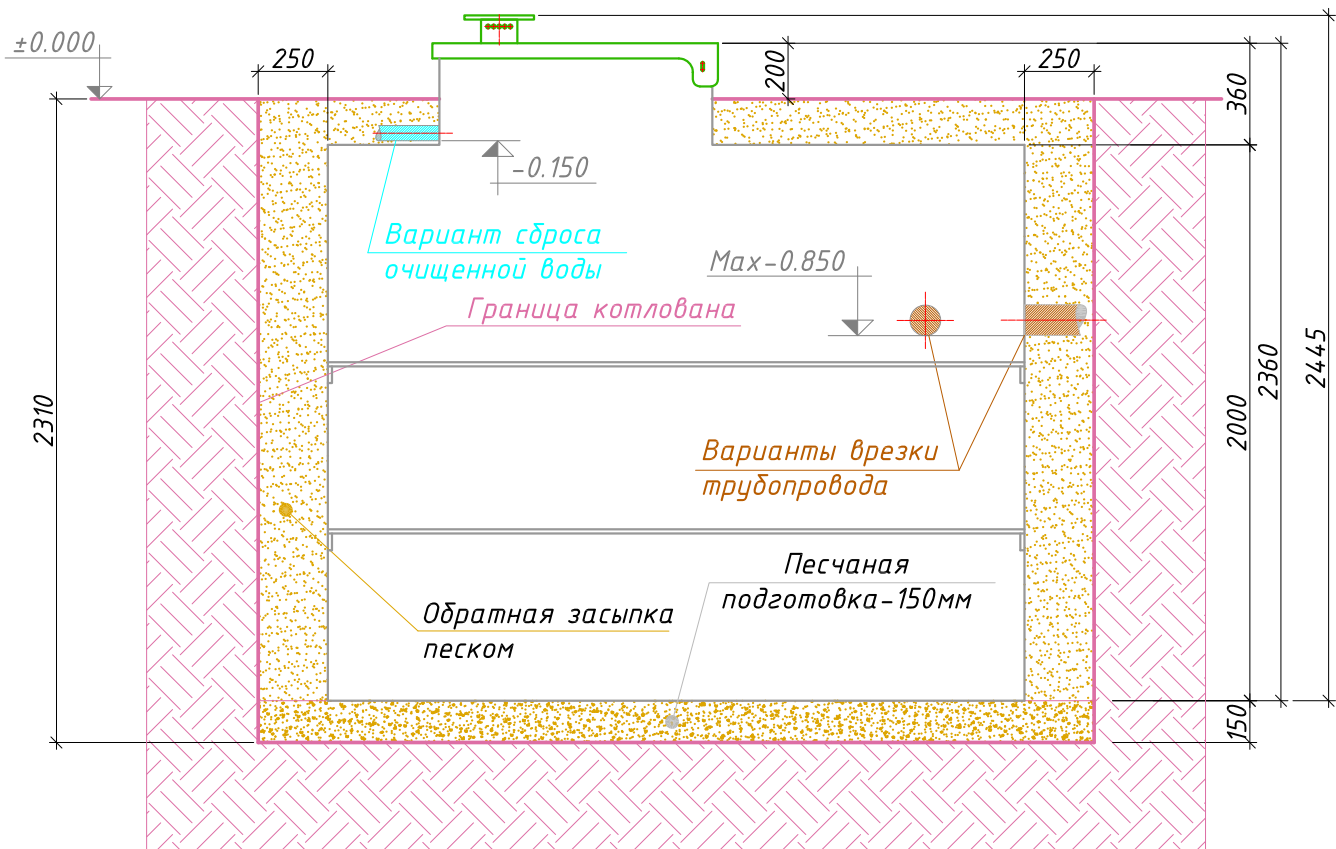 ±0.000
250
200
250
360
-0.150
Вариант сброса
очищенной воды
Max-0.850
Граница котлована
2310
2000
2360
2445
Варианты врезки
трубопровода
Песчаная
подготовка-150мм
Обратная засыпка
песком
150